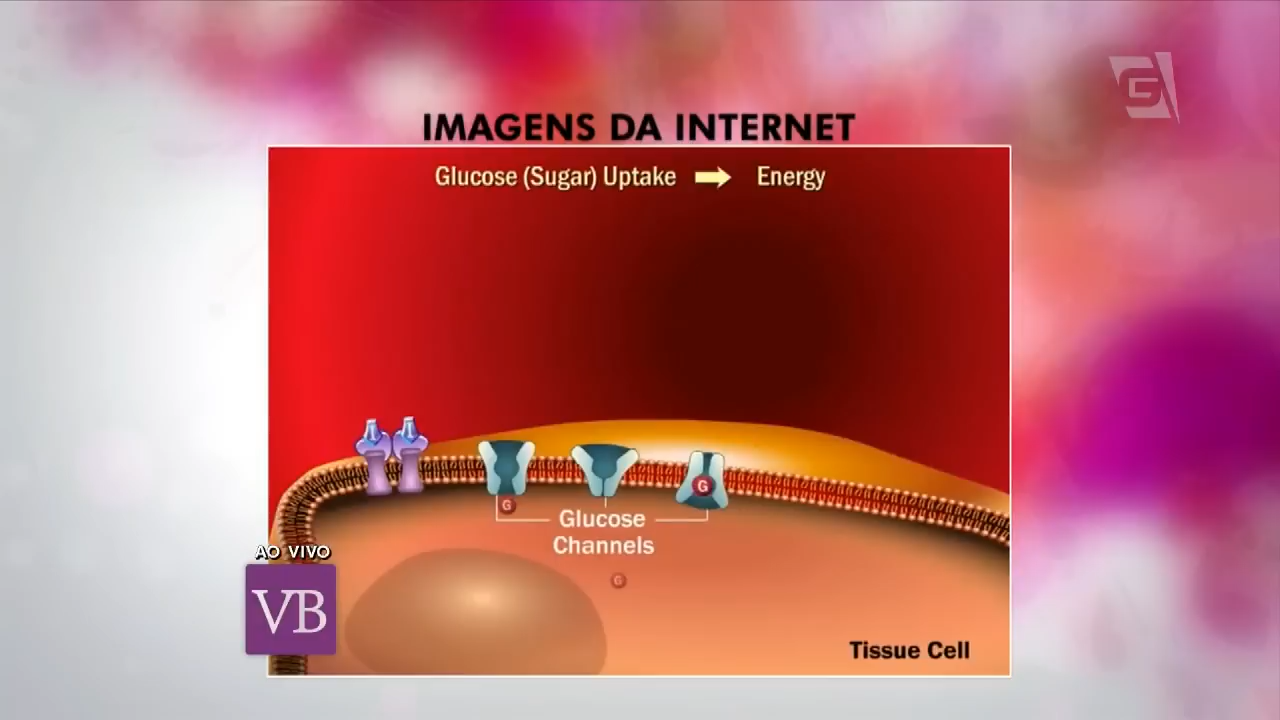 IMAGENS DA INTERNET
Glucose (Sugar) Uptake Energy
G
G
Glucose
Channels
G
AO VIVO
VB
Tissue Cell
G